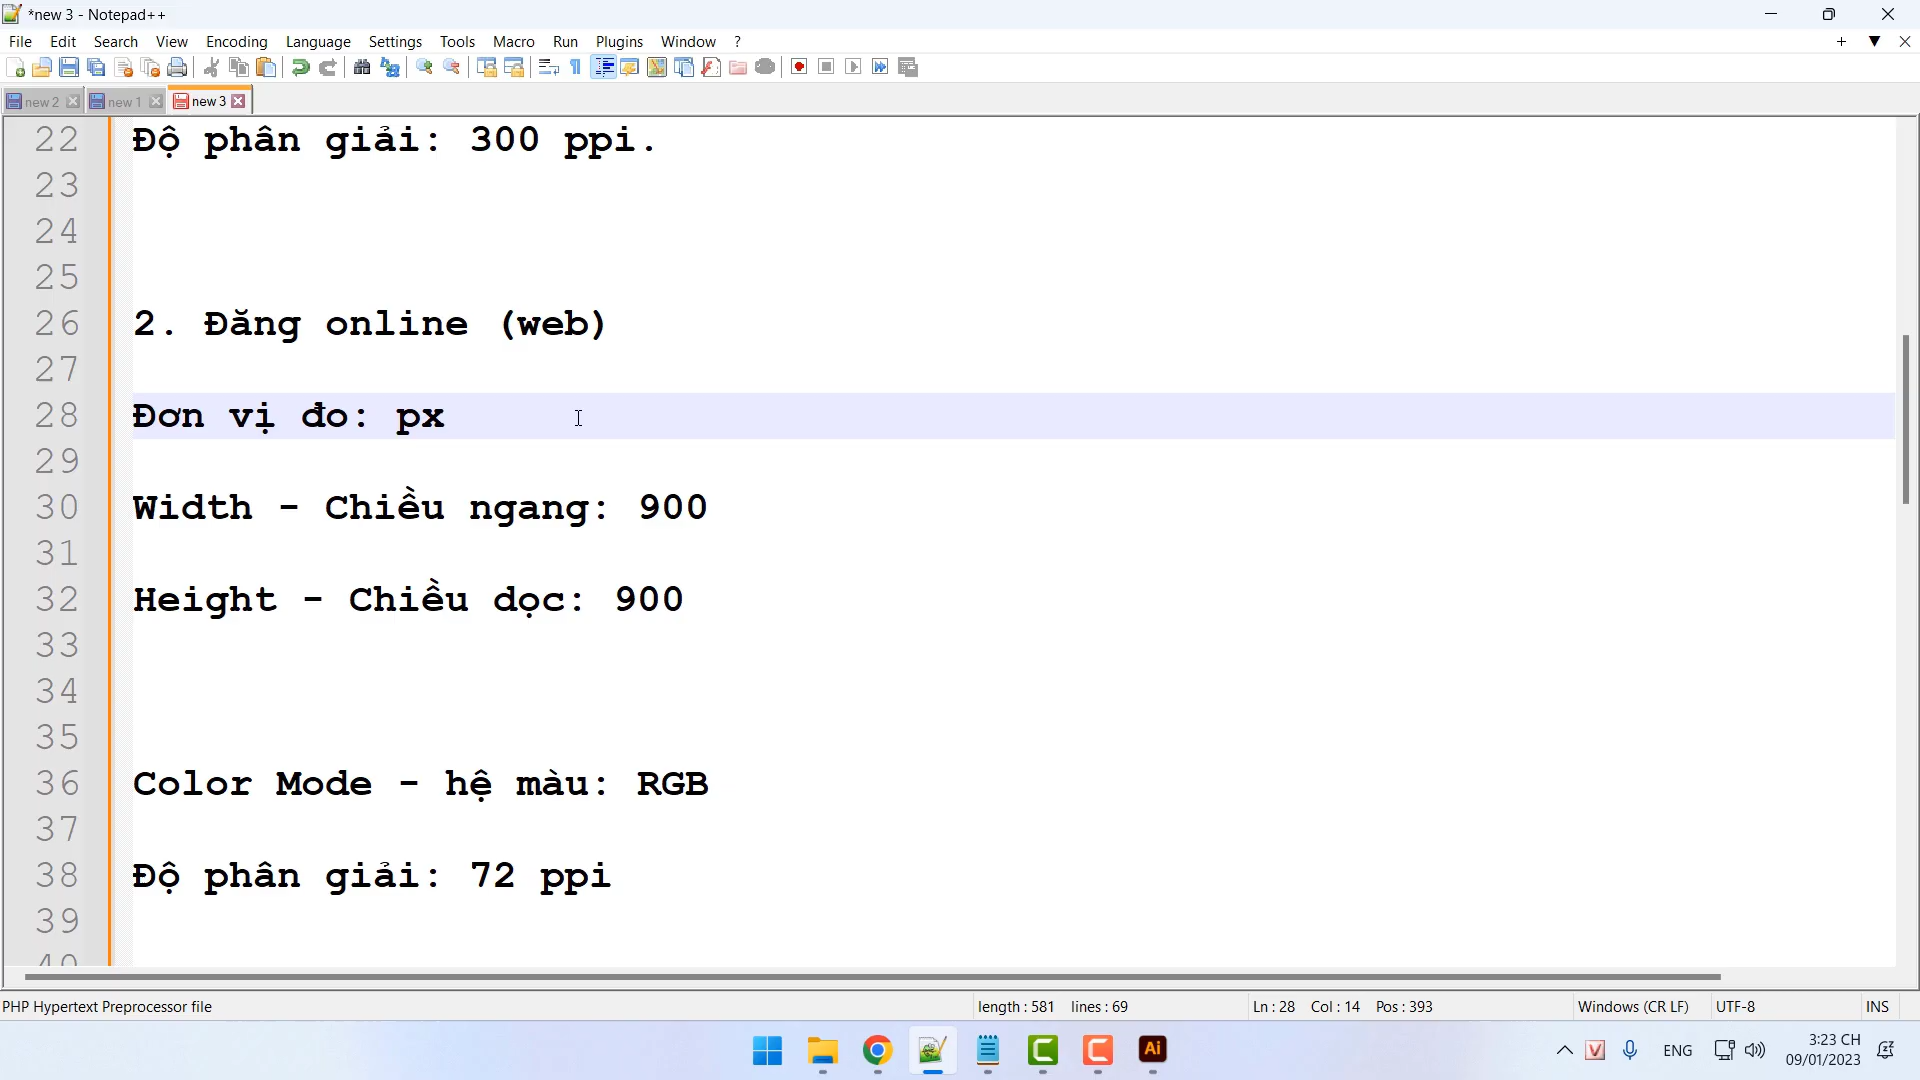 *new 3 - Notepad++
File Edit Search View Encoding Language Settings Tools Macro Run Plugins Window ?
new 2 new 1 new 3
22 Độ phân giải: 300 ppi.
23
24
25
26 2. Đăng online (web)
27
28 Đơn vị đo: px
29
30 Width - Chiều ngang: 900
31
32 Height - Chiều dọc: 900
33
34
35
36 Color Mode - hệ màu: RGB
37
38 Độ phân giải: 72 ppi
39
40
PHP Hypertext Preprocessor file length : 581 lines : 69 Ln : 28 Col : 14 Pos : 393 Windows (CR LF) UTF-8 INS
Ai V ENG 3:23 CH
09/01/2023